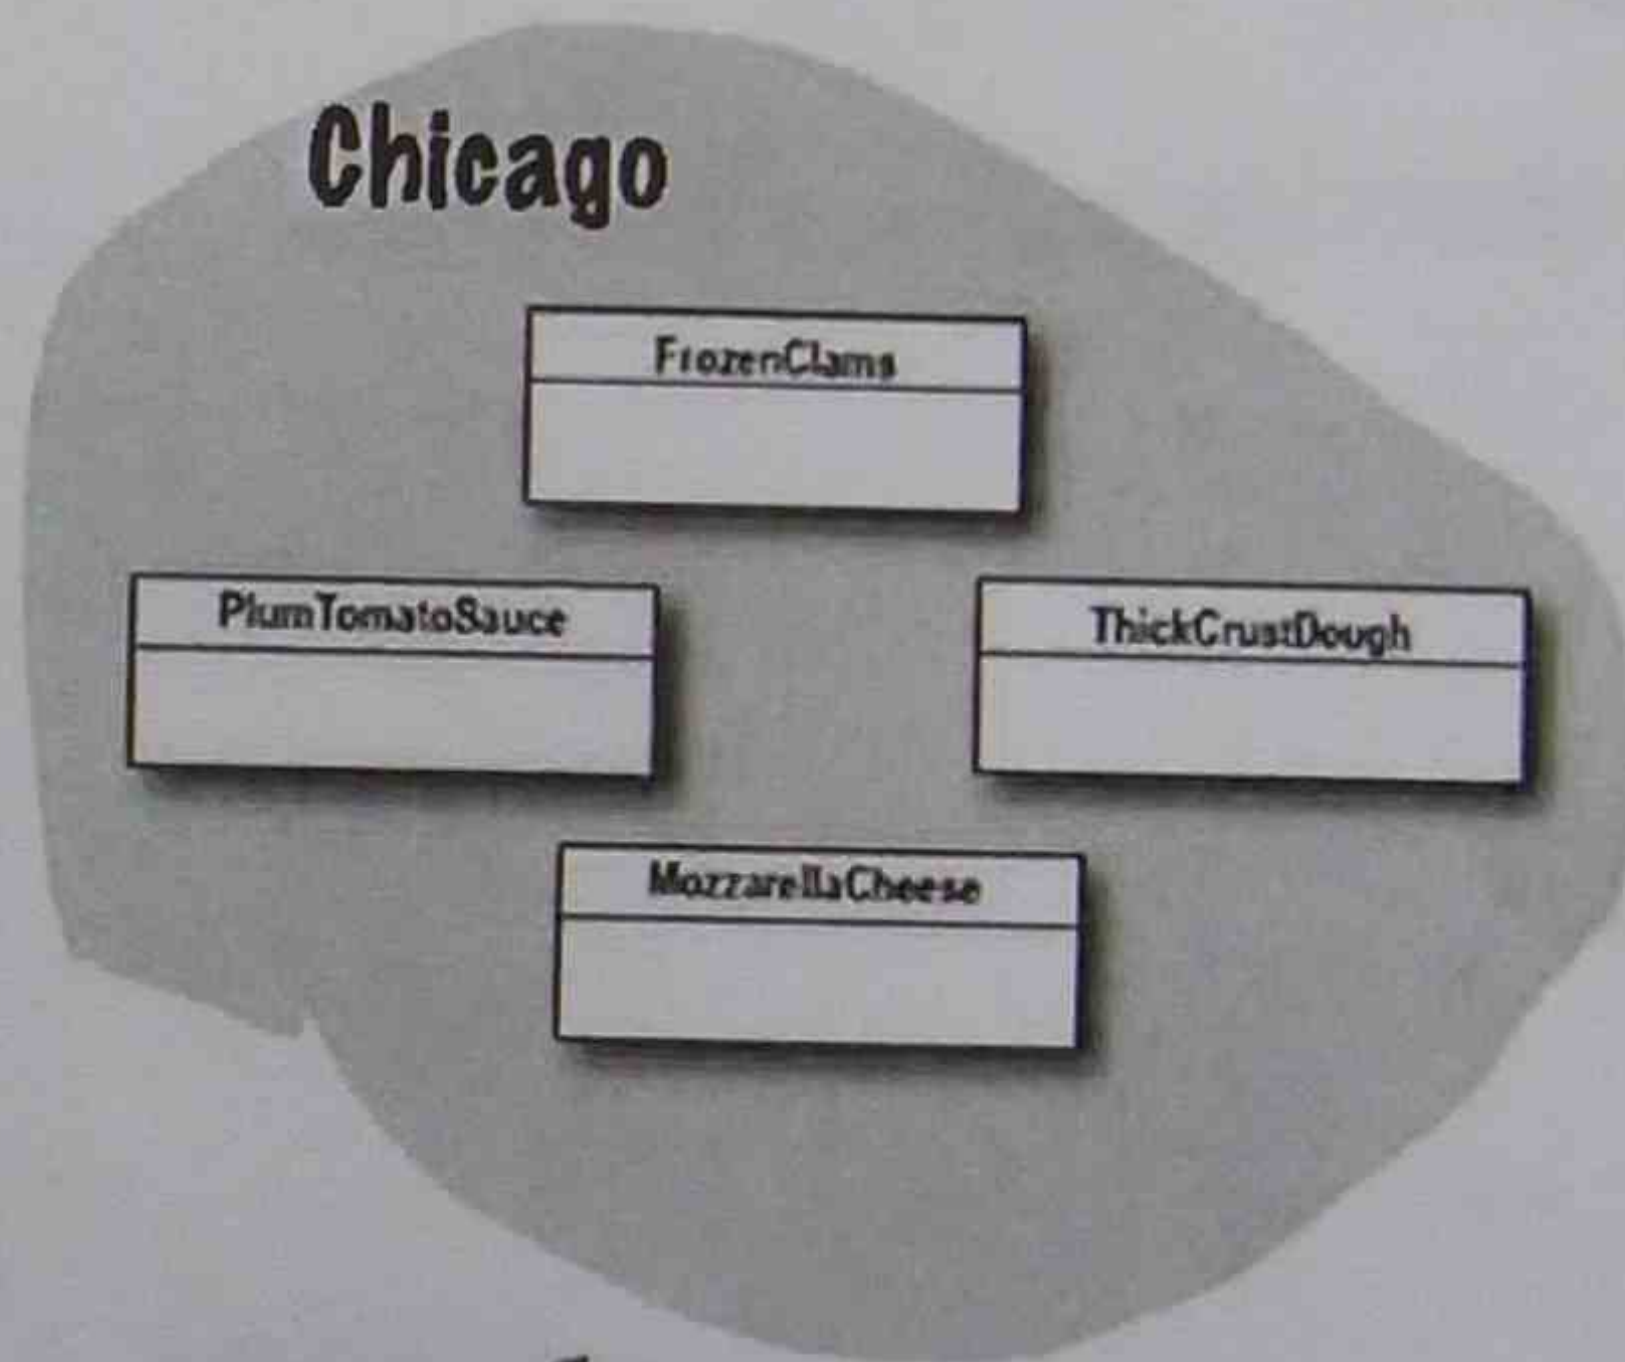 Chicago
FrozenClams
PlumTomatoSauce
ThickCrustDough
MozzarellaCheese